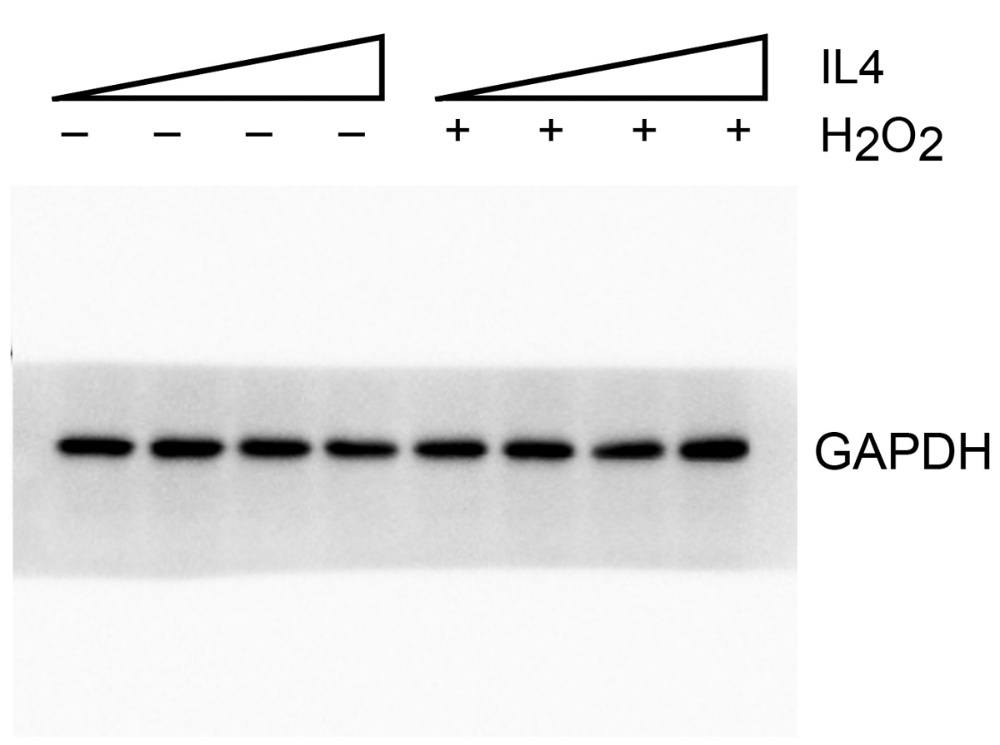 IL4
– – – – + + + + H2O2
GAPDH